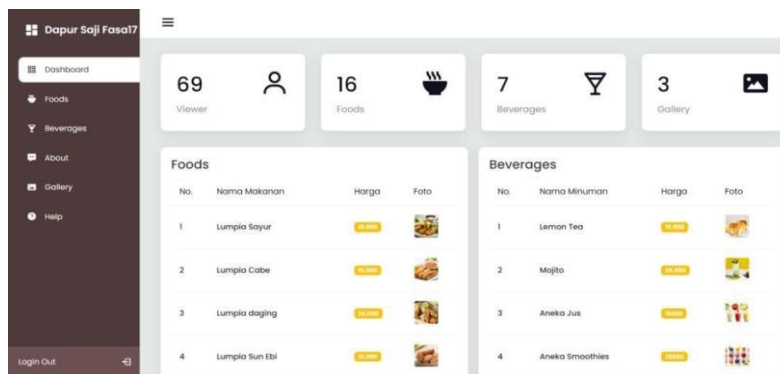 Dapur Saji Fasa17
Dashboard
Foods
Beverages
About
Gallery
Help
Login Out
69
Viewer
16
Foods
7
Beverages
3
Gallery
Foods
No. Nama Makanan Harga Foto
1 Lumpia Sayur
2 Lumpia Cabe
3 Lumpia daging
4 Lumpia Sun Ebi
Beverages
No. Nama Minuman Harga Foto
1 Lemon Tea
2 Mojito
3 Aneka Jus
4 Aneka Smoothies